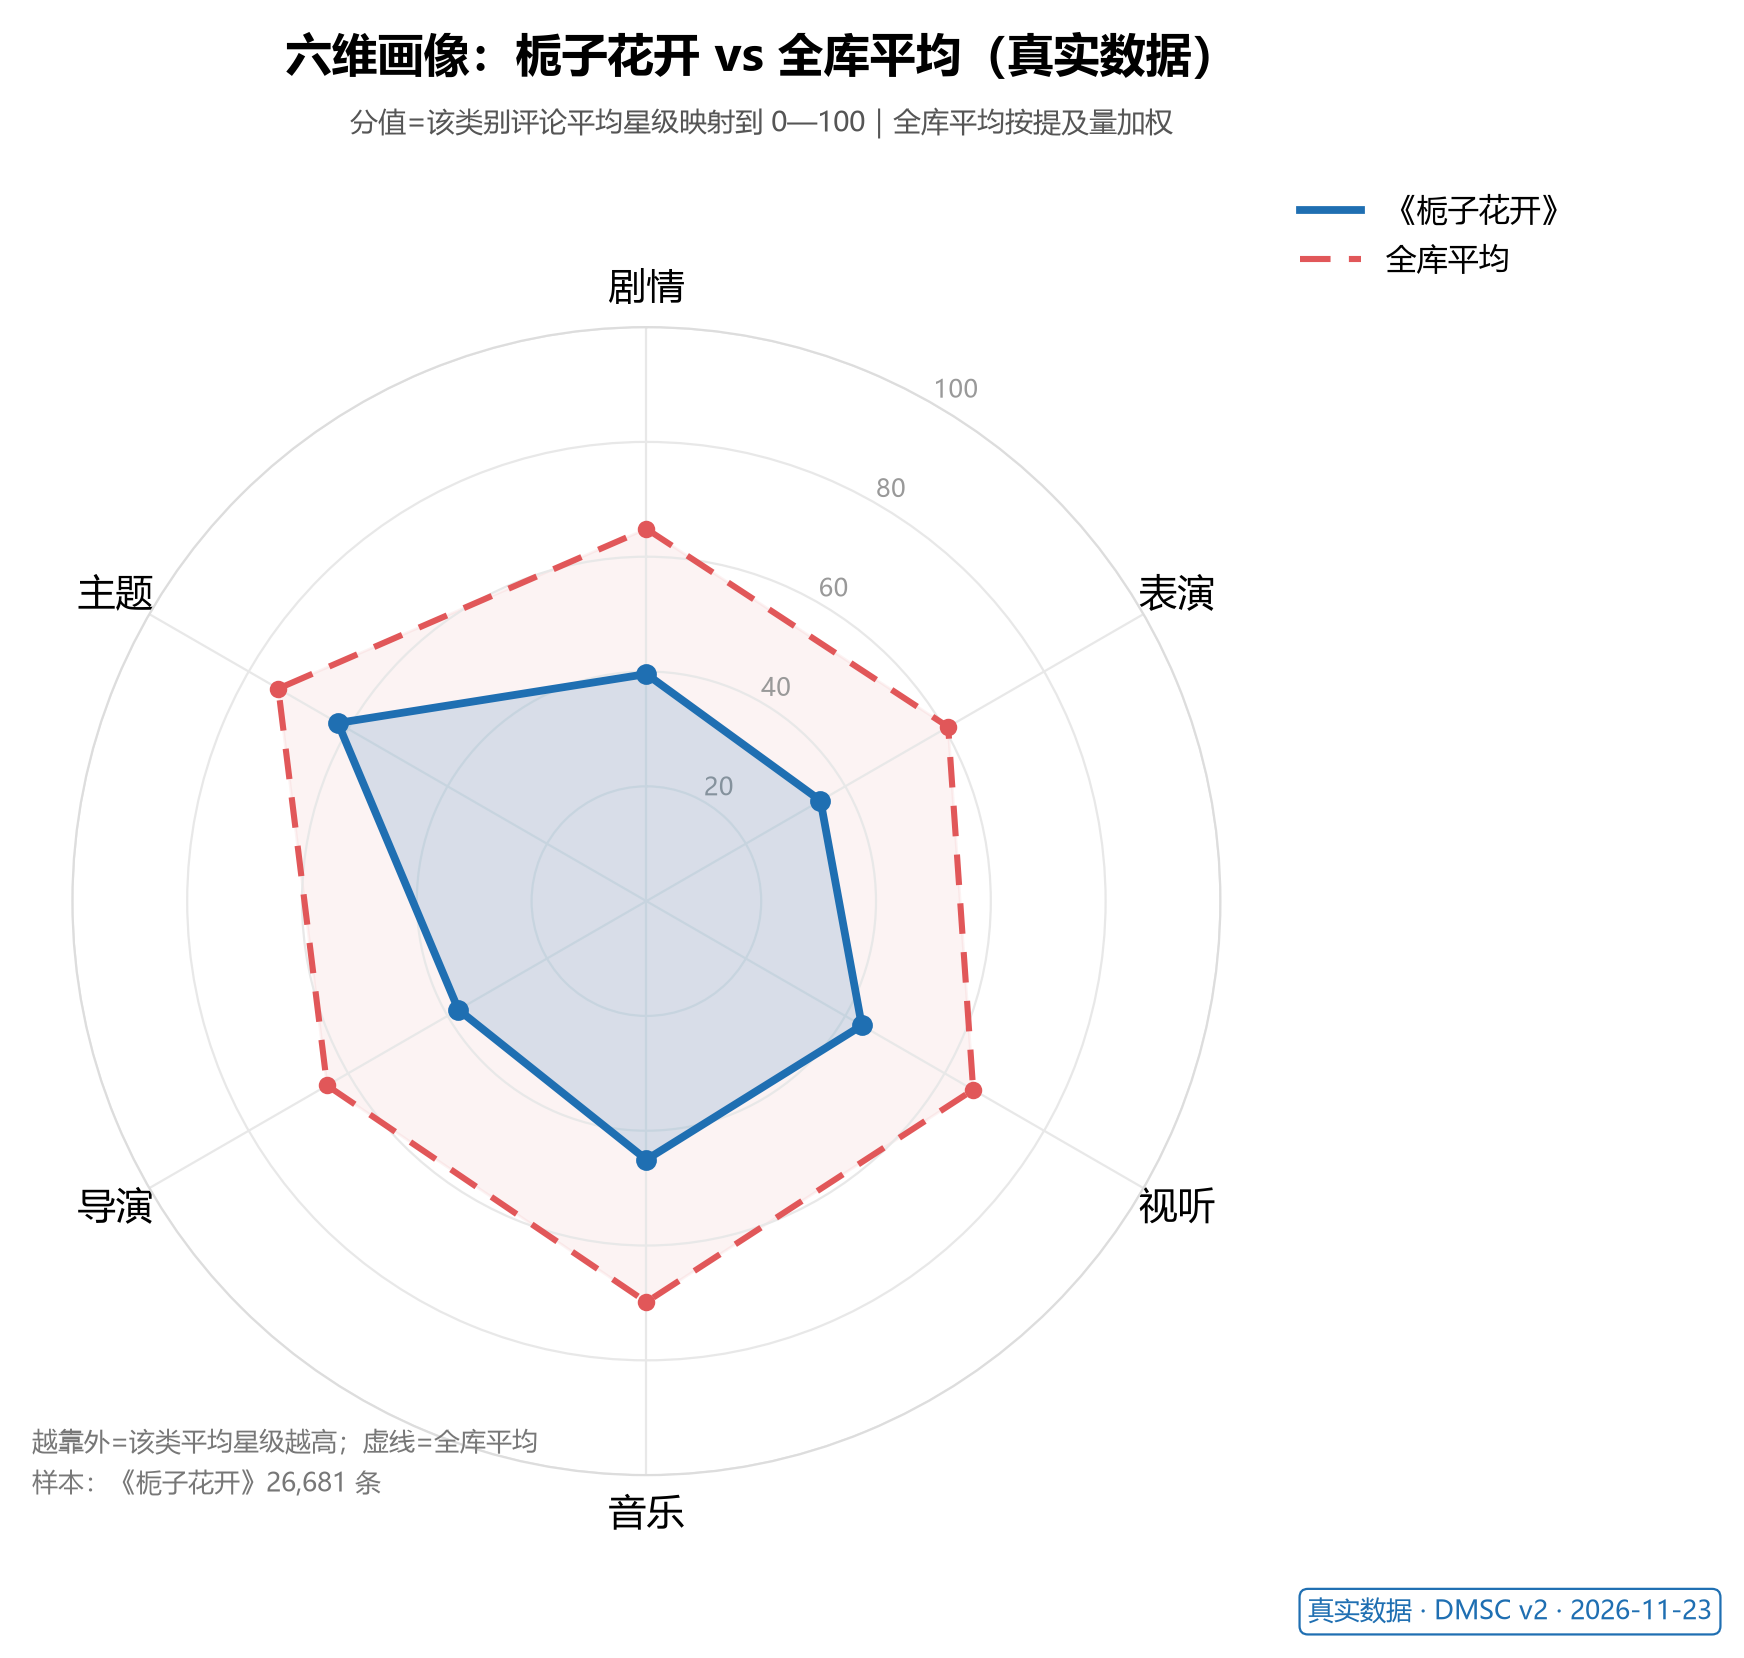 六维画像：栀子花开 vs 全库平均（真实数据）
分值=该类别评论平均星级映射到 0—100 | 全库平均按提及量加权
《栀子花开》
全库平均
剧情
100
80
60
40
20
主题
表演
导演
视听
越靠外=该类平均星级越高；虚线=全库平均
样本：《栀子花开》26,681 条
音乐
真实数据 · DMSC v2 · 2026-11-23